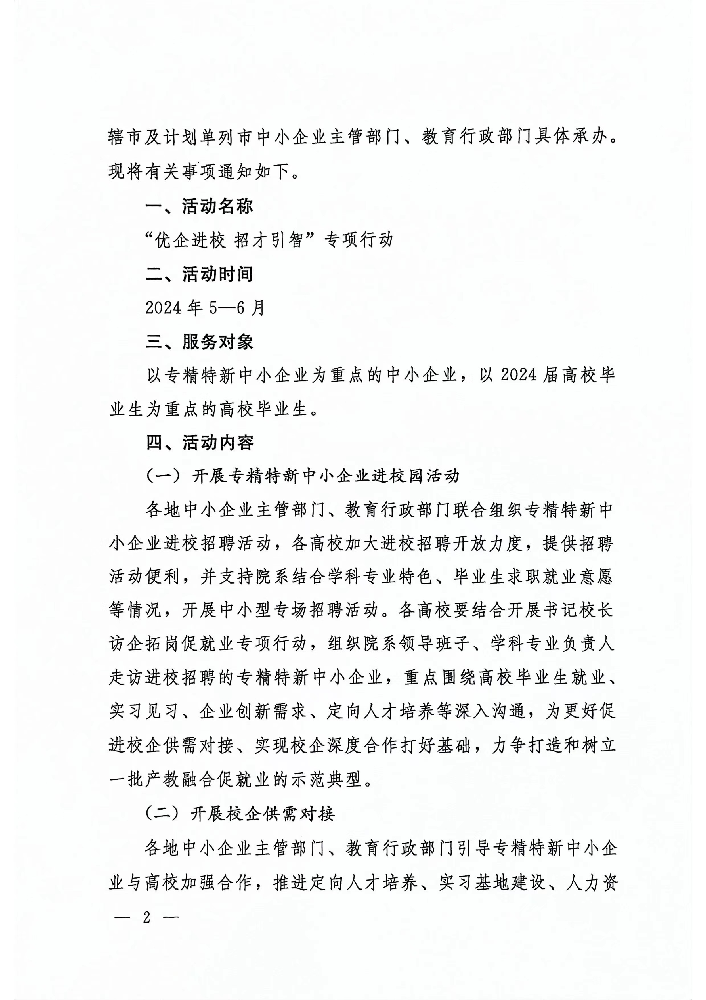 辖市及计划单列市中小企业主管部门、教育行政部门具体承办。
现将有关事项通知如下。
一、活动名称
“优企进校 招才引智”专项行动
二、活动时间
2024 年 5—6 月
三、服务对象
以专精特新中小企业为重点的中小企业，以 2024 届高校毕
业生为重点的高校毕业生。
四、活动内容
（一）开展专精特新中小企业进校园活动
各地中小企业主管部门、教育行政部门联合组织专精特新中
小企业进校招聘活动，各高校加大进校招聘开放力度，提供招聘
活动便利，并支持院系结合学科专业特色、毕业生求职就业意愿
等情况，开展中小型专场招聘活动。各高校要结合开展书记校长
访企拓岗促就业专项行动，组织院系领导班子、学科专业负责人
走访进校招聘的专精特新中小企业，重点围绕高校毕业生就业、
实习见习、企业创新需求、定向人才培养等深入沟通，为更好促
进校企供需对接、实现校企深度合作打好基础，力争打造和树立
一批产教融合促就业的示范典型。
（二）开展校企供需对接
各地中小企业主管部门、教育行政部门引导专精特新中小企
业与高校加强合作，推进定向人才培养、实习基地建设、人力资
— 2 —